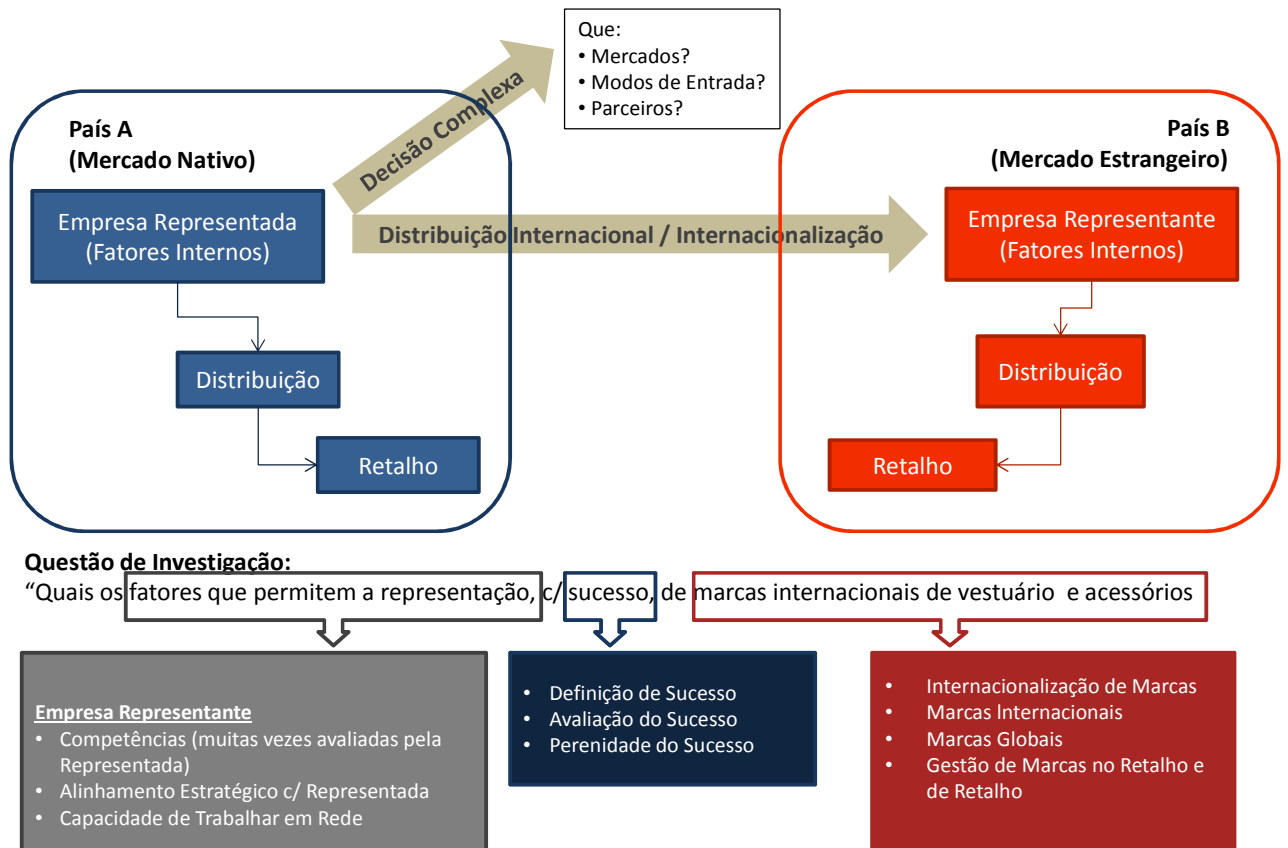 Que:
• Mercados?
• Modos de Entrada?
• Parceiros?
Decisão Complexa
País A
(Mercado Nativo)
País B
(Mercado Estrangeiro)
Empresa Representada
(Fatores Internos)
Distribuição Internacional / Internacionalização
Empresa Representante
(Fatores Internos)
Distribuição
Distribuição
Retalho
Retalho
Questão de Investigação:
“Quais os fatores que permitem a representação, c/ sucesso, de marcas internacionais de vestuário e acessórios
Empresa Representante
• Competências (muitas vezes avaliadas pela
Representada)
• Alinhamento Estratégico c/ Representada
• Capacidade de Trabalhar em Rede
• Definição de Sucesso
• Avaliação do Sucesso
• Perenidade do Sucesso
• Internacionalização de Marcas
• Marcas Internacionais
• Marcas Globais
• Gestão de Marcas no Retalho e
de Retalho